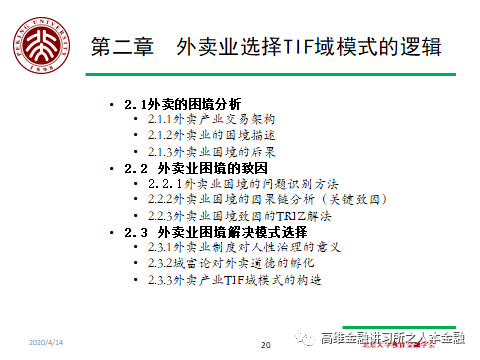 PEKING UNIVERSITY
1898
第二章 外卖业选择TIF域模式的逻辑
• 2.1外卖的困境分析
• 2.1.1外卖产业交易架构
• 2.1.2外卖业的困境描述
• 2.1.3外卖业困境的后果
• 2.2 外卖业困境的致因
• 2.2.1外卖业困境的问题识别方法
• 2.2.2外卖业困境的因果链分析（关键致因）
• 2.2.3外卖业困境致因的TRIZ解法
• 2.3 外卖业困境解决模式选择
• 2.3.1外卖业制度对人性治理的意义
• 2.3.2域富论对外卖道德的孵化
• 2.3.3外卖产业TIF域模式的构造
2020/4/14
20
高维金融讲习所之人本金融